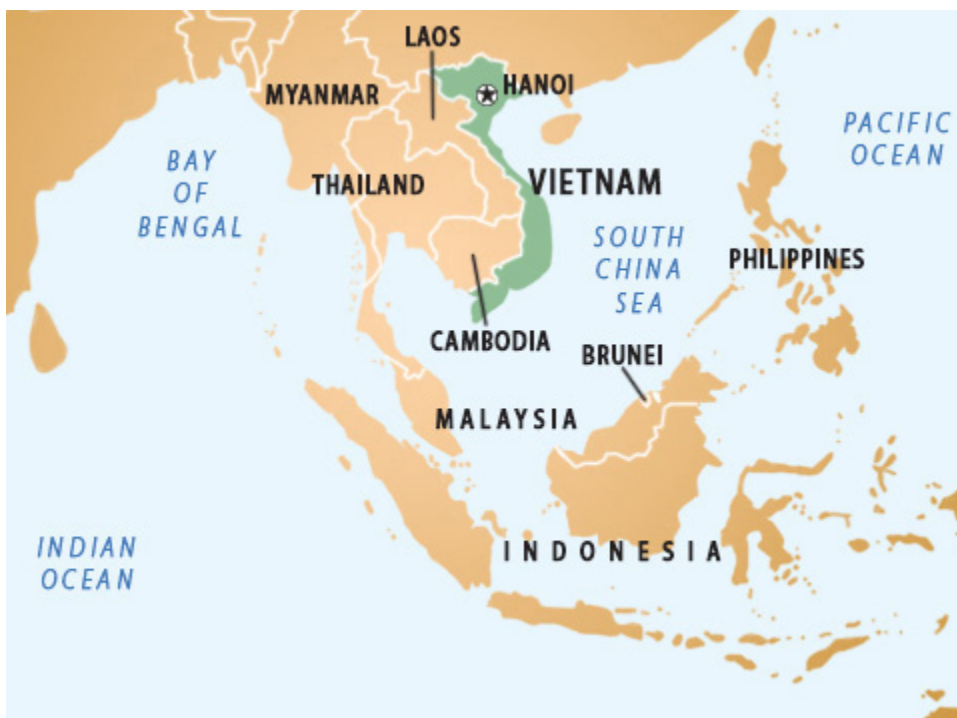 LAOS
HANOI
MYANMAR
PACIFIC
OCEAN
BAY
OF
BENGAL
THAILAND
VIETNAM
SOUTH
CHINA
SEA
PHILIPPINES
CAMBODIA
BRUNEI
MALAYSIA
INDIAN
OCEAN
INDONESIA